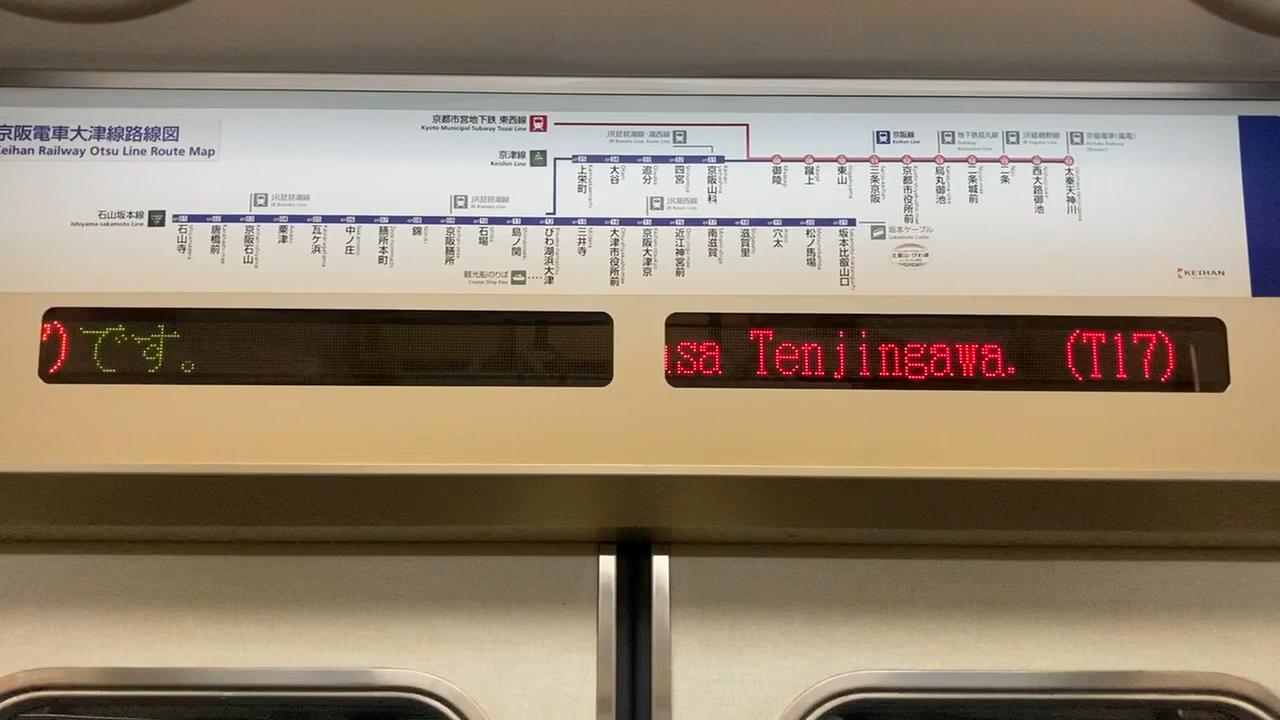 京阪電車大津線路線図
Keihan Railway Otsu Line Route Map
京都市営地下鉄 東西線
Kyoto Municipal Subway Tozai Line
JR琵琶湖線・湖西線
京阪線
Keihan Line
地下鉄烏丸線
JR嵯峨野線
京福電車(嵐電)
京津線
Keishin Line
上栄町
大谷
追分
四宮
京阪山科
御陵
蹴上
東山
三条京阪
京都市役所前
烏丸御池
二条城前
二条
西大路御池
太秦天神川
JR琵琶湖線
JR琵琶湖線
JR湖西線
石山坂本線
Ishiyama-sakamoto Line
石山寺
唐橋前
京阪石山
粟津
瓦ケ浜
中ノ庄
膳所本町
錦
京阪膳所
石場
島ノ関
びわ湖浜大津
三井寺
大津市役所前
京阪大津京
近江神宮前
南滋賀
滋賀里
穴太
松ノ馬場
坂本比叡山口
坂本ケーブル
Sakamoto Cable
観光船のりば
Cruise Ship Pier
KEIHAN
) です。
sa Tenjingawa. (T17)